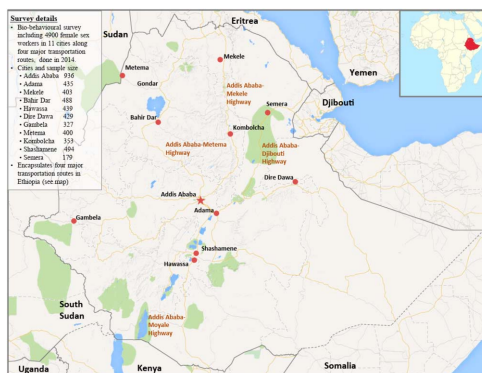 Survey details
• Bio-behavioural survey
including 4900 female sex
workers in 11 cities along
four major transportation
routes, done in 2014.
• Cities and sample size
• Addis Ababa 936
• Adama 435
• Mekele 403
• Bahir Dar 488
• Hawassa 439
• Dire Dawa 429
• Gambela 327
• Metema 400
• Kombolcha 353
• Shashamene 494
• Semera 179
• Encapsulates four major
transportation routes in
Ethiopia (see map)
Eritrea
Sudan
Yemen
Metema
Mekele
Gondar
Addis Ababa-
Mekele
Highway
Semera
Djibouti
Bahir Dar
Kombolcha
Addis Ababa-Metema
Highway
Addis Ababa-
Djibouti
Highway
Dire Dawa
Addis Ababa
Adama
Gambela
Shashamene
Hawassa
South
Sudan
Addis Ababa-
Moyale
Highway
Uganda
Kenya
Somalia